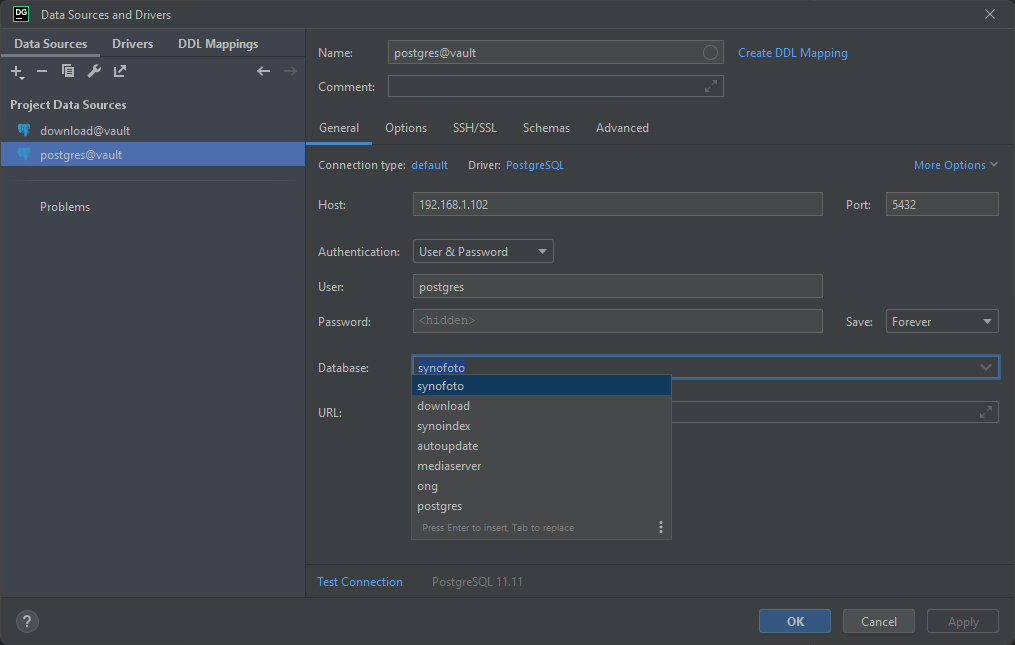 DG Data Sources and Drivers
Data Sources Drivers DDL Mappings
Project Data Sources
download@vault
postgres@vault
Problems
Name: postgres@vault Create DDL Mapping
Comment:
General Options SSH/SSL Schemas Advanced
Connection type: default Driver: PostgreSQL More Options
Host: 192.168.1.102 Port: 5432
Authentication: User & Password
User: postgres
Password: <hidden> Save: Forever
Database: synofoto
synofoto
download
URL:
synoindex
autoupdate
mediaserver
ong
postgres
Press Enter to insert, Tab to replace
Test Connection PostgreSQL 11.11
? OK Cancel Apply